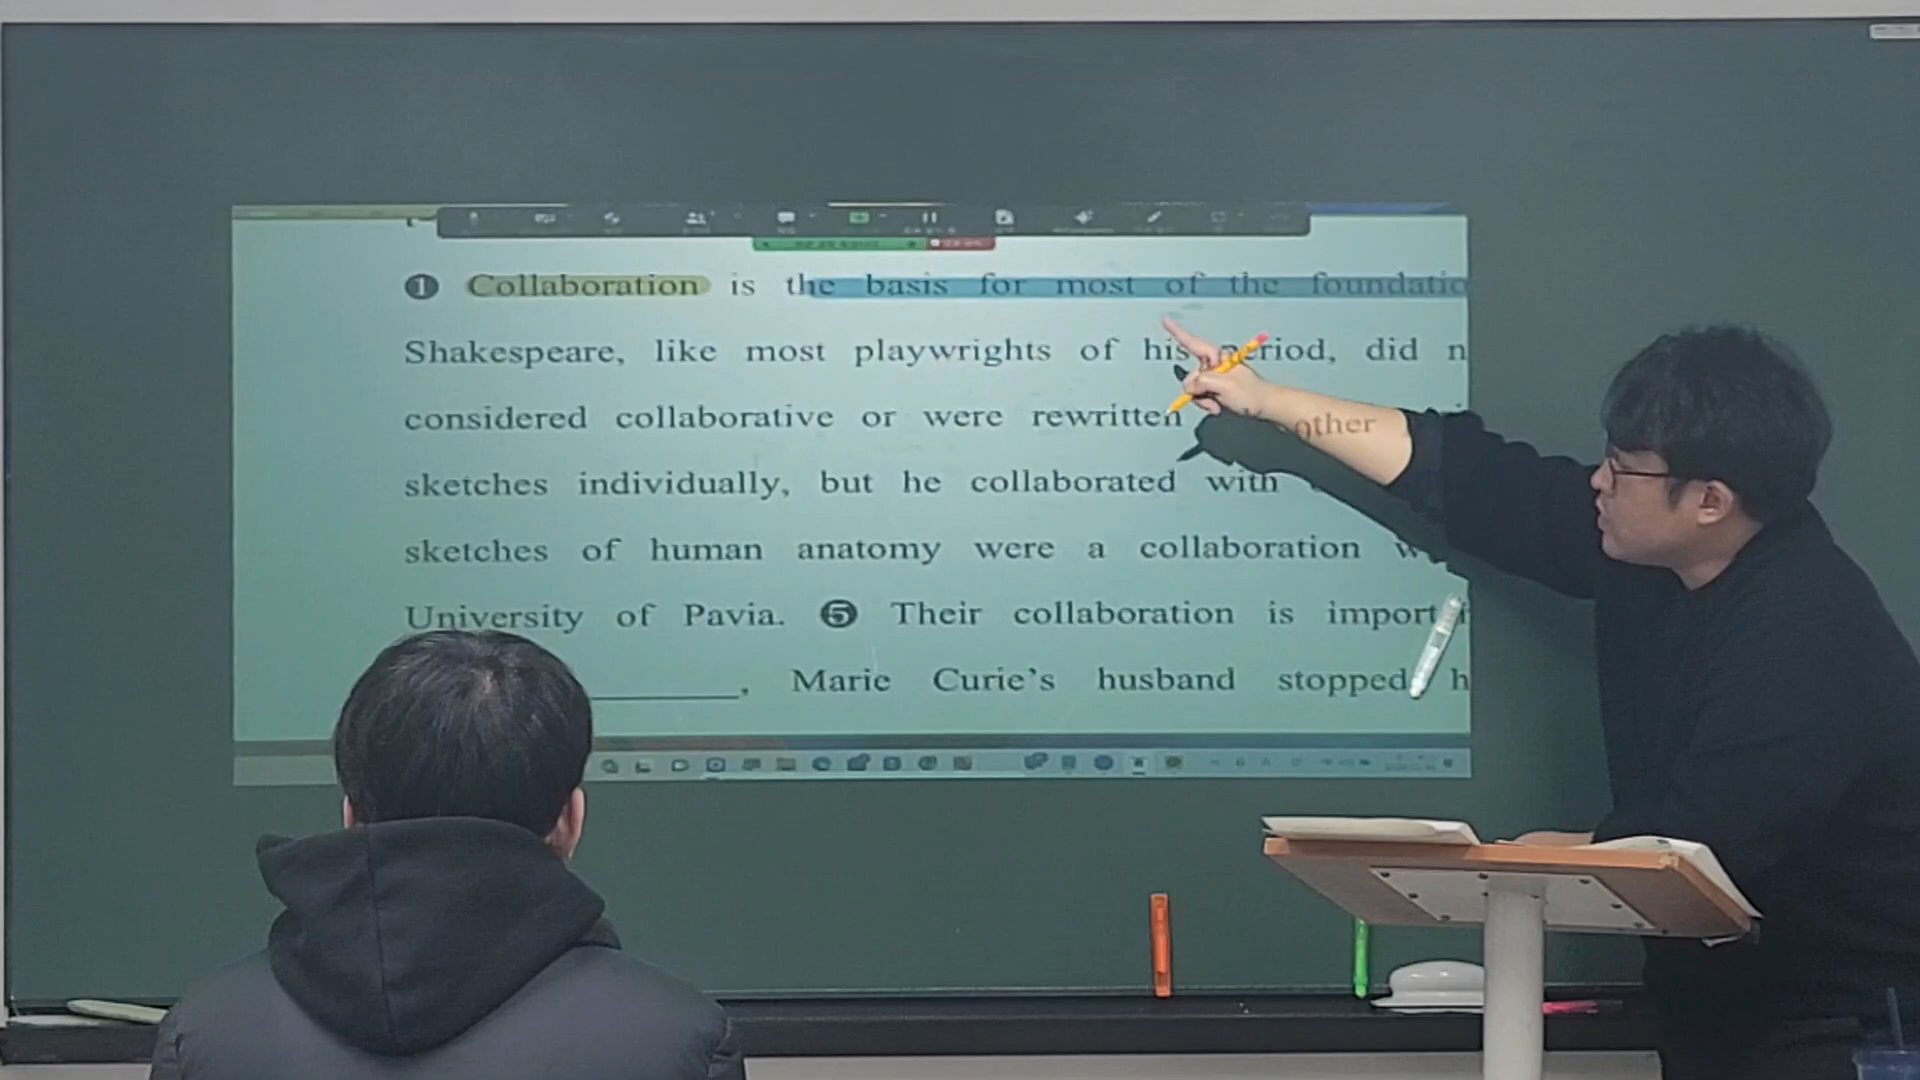 ❶ Collaboration is the basis for most of the foundatio
Shakespeare, like most playwrights of his period, did n
considered collaborative or were rewritten other
sketches individually, but he collaborated with
sketches of human anatomy were a collaboration w
University of Pavia. ❺ Their collaboration is import
__________, Marie Curie's husband stopped h